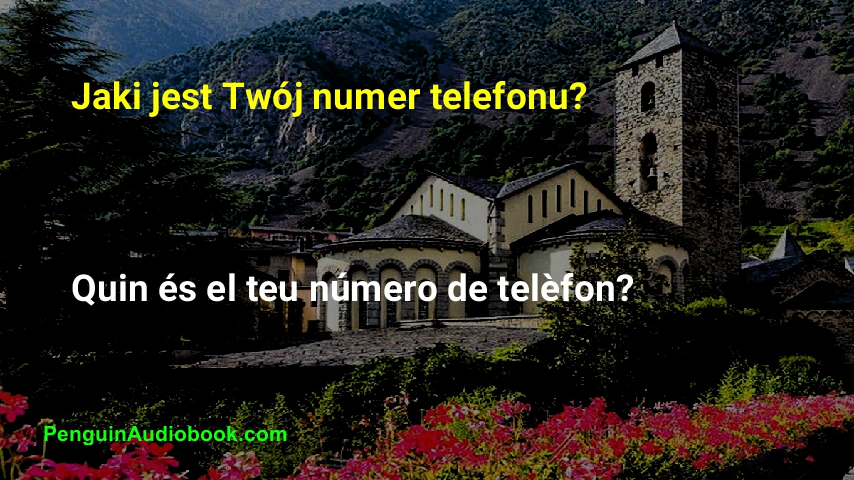 Jaki jest Twój numer telefonu?
Quin és el teu número de telèfon?
PenguinAudiobook.com